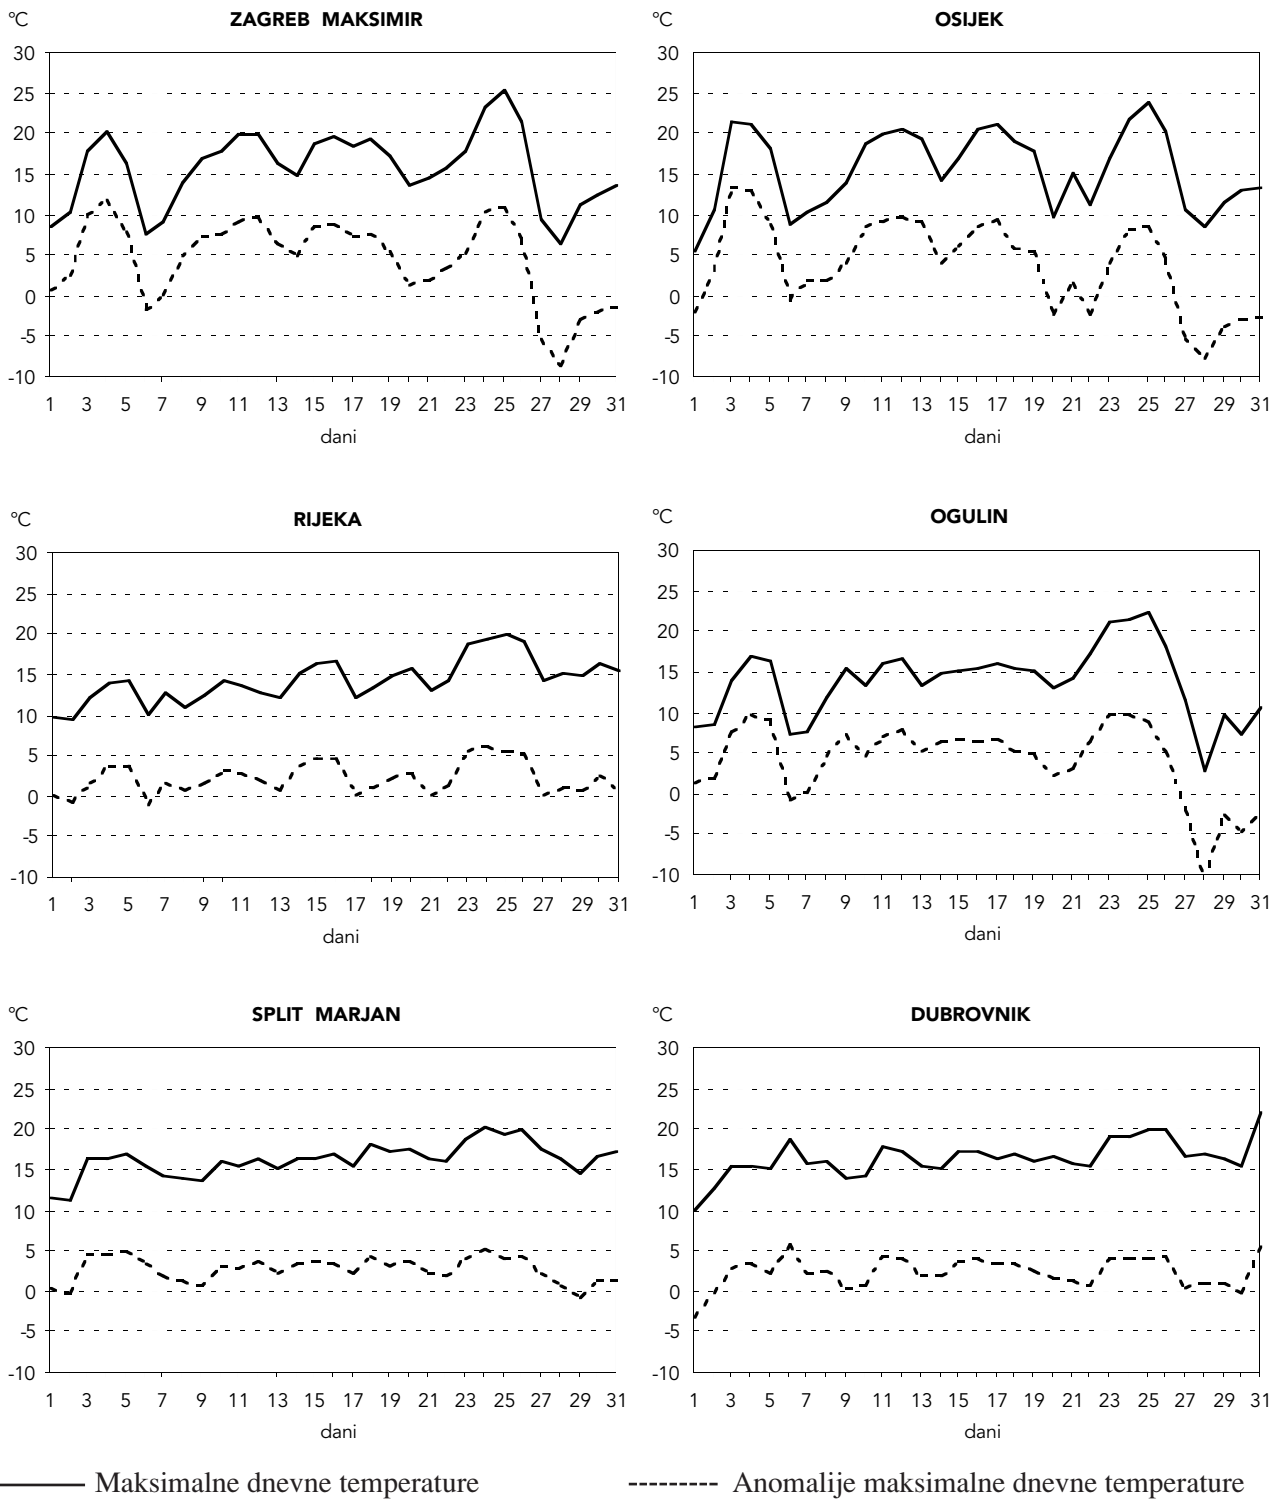 °C ZAGREB MAKSIMIR
30
25
20
15
10
5
0
-5
-10
1 3 5 7 9 11 13 15 17 19 21 23 25 27 29 31
dani
°C OSIJEK
30
25
20
15
10
5
0
-5
-10
1 3 5 7 9 11 13 15 17 19 21 23 25 27 29 31
dani
°C RIJEKA
30
25
20
15
10
5
0
-5
-10
1 3 5 7 9 11 13 15 17 19 21 23 25 27 29 31
dani
°C OGULIN
30
25
20
15
10
5
0
-5
-10
1 3 5 7 9 11 13 15 17 19 21 23 25 27 29 31
dani
°C SPLIT MARJAN
30
25
20
15
10
5
0
-5
-10
1 3 5 7 9 11 13 15 17 19 21 23 25 27 29 31
dani
°C DUBROVNIK
30
25
20
15
10
5
0
-5
-10
1 3 5 7 9 11 13 15 17 19 21 23 25 27 29 31
dani
Maksimalne dnevne temperature
Anomalije maksimalne dnevne temperature